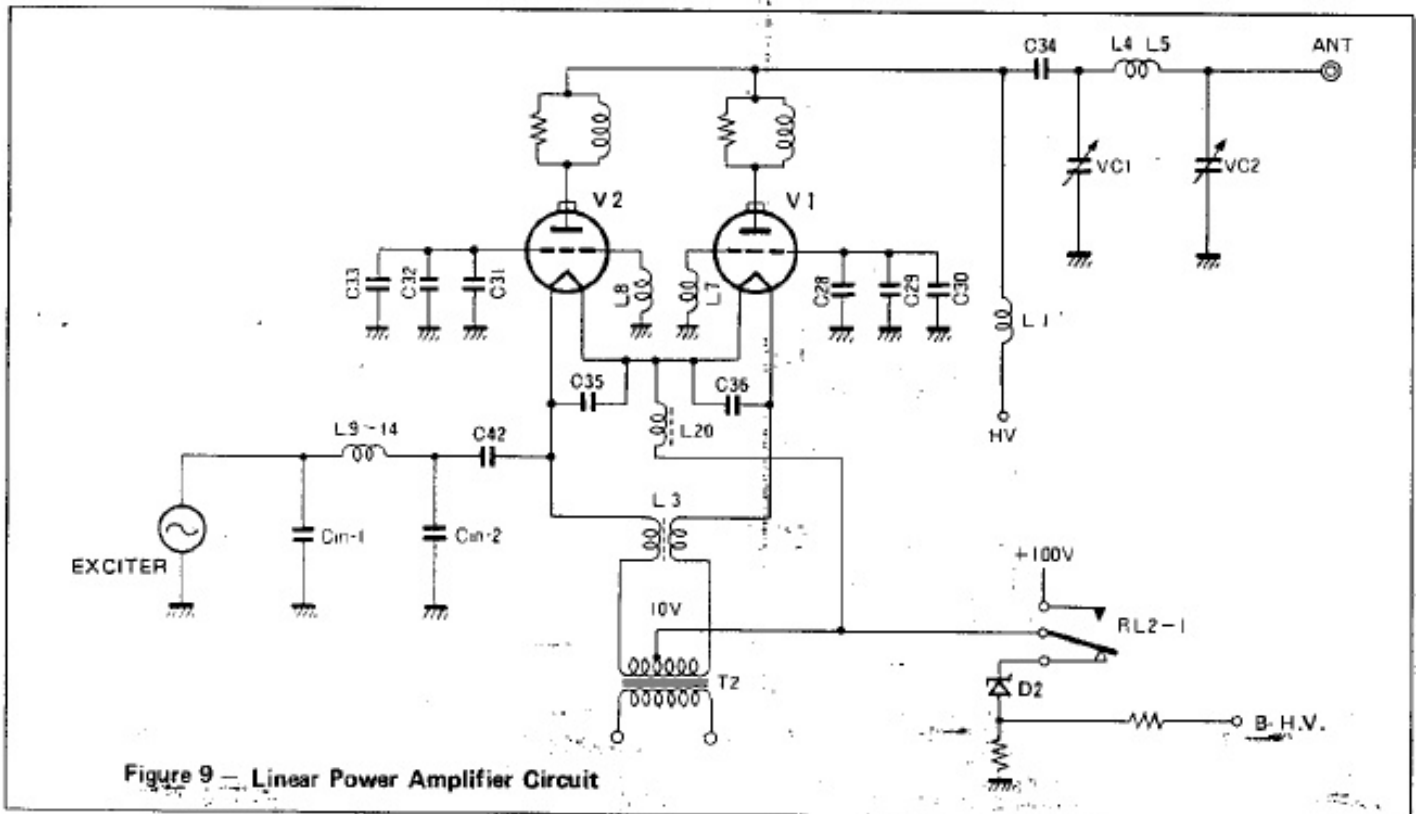 C34
L4 L5
ANT
VC1
VC2
V2
V1
C33
C32
C31
L8
L7
C28
C29
C30
L1
C35
C36
HV
L20
L9~14
C42
L3
Cin-1
Cin-2
EXCITER
+100V
10V
RL2-1
T2
D2
B-H.V.
Figure 9 — Linear Power Amplifier Circuit